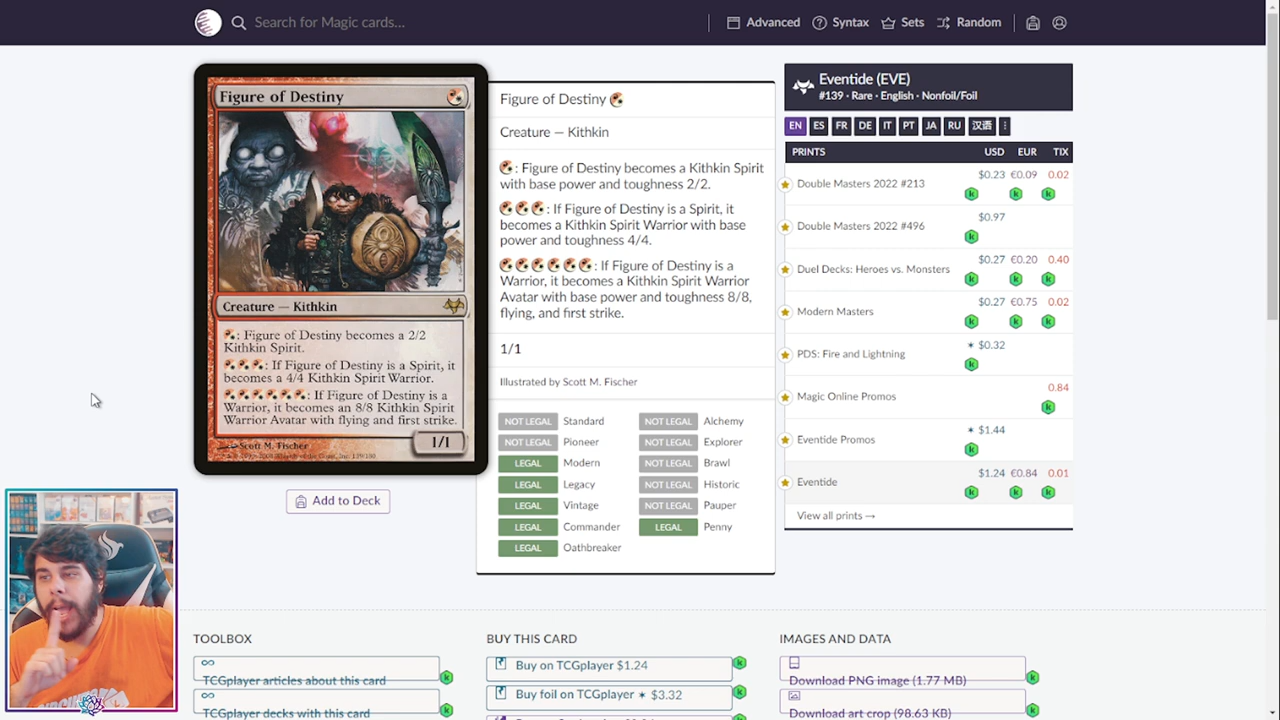 Search for Magic cards...
Advanced
Syntax
Sets
Random
Figure of Destiny
Creature — Kithkin
: Figure of Destiny becomes a 2/2
Kithkin Spirit.
: If Figure of Destiny is a Spirit, it
becomes a 4/4 Kithkin Spirit Warrior.
: If Figure of Destiny is a
Warrior, it becomes an 8/8 Kithkin Spirit
Warrior Avatar with flying and first strike.
Scott M. Fischer
1/1
Add to Deck
Figure of Destiny
Creature — Kithkin
: Figure of Destiny becomes a Kithkin Spirit
with base power and toughness 2/2.
: If Figure of Destiny is a Spirit, it
becomes a Kithkin Spirit Warrior with base
power and toughness 4/4.
: If Figure of Destiny is a
Warrior, it becomes a Kithkin Spirit Warrior
Avatar with base power and toughness 8/8,
flying, and first strike.
1/1
Illustrated by Scott M. Fischer
NOT LEGAL Standard NOT LEGAL Alchemy
NOT LEGAL Pioneer NOT LEGAL Explorer
LEGAL Modern NOT LEGAL Brawl
LEGAL Legacy NOT LEGAL Historic
LEGAL Vintage NOT LEGAL Pauper
LEGAL Commander LEGAL Penny
LEGAL Oathbreaker
Eventide (EVE)
#139 • Rare • English • Nonfoil/Foil
EN ES FR DE IT PT JA RU 汉语
PRINTS USD EUR TIX
Double Masters 2022 #213 $0.23 €0.09 0.02
Double Masters 2022 #496 $0.97
Duel Decks: Heroes vs. Monsters $0.27 €0.20 0.40
Modern Masters $0.27 €0.75 0.02
PDS: Fire and Lightning ✶ $0.32
Magic Online Promos 0.84
Eventide Promos ✶ $1.44
Eventide $1.24 €0.84 0.01
View all prints →
TOOLBOX
TCGplayer articles about this card
TCGplayer decks with this card
BUY THIS CARD
Buy on TCGplayer $1.24
Buy foil on TCGplayer ✶ $3.32
IMAGES AND DATA
Download PNG image (1.77 MB)
Download art crop (98.63 KB)